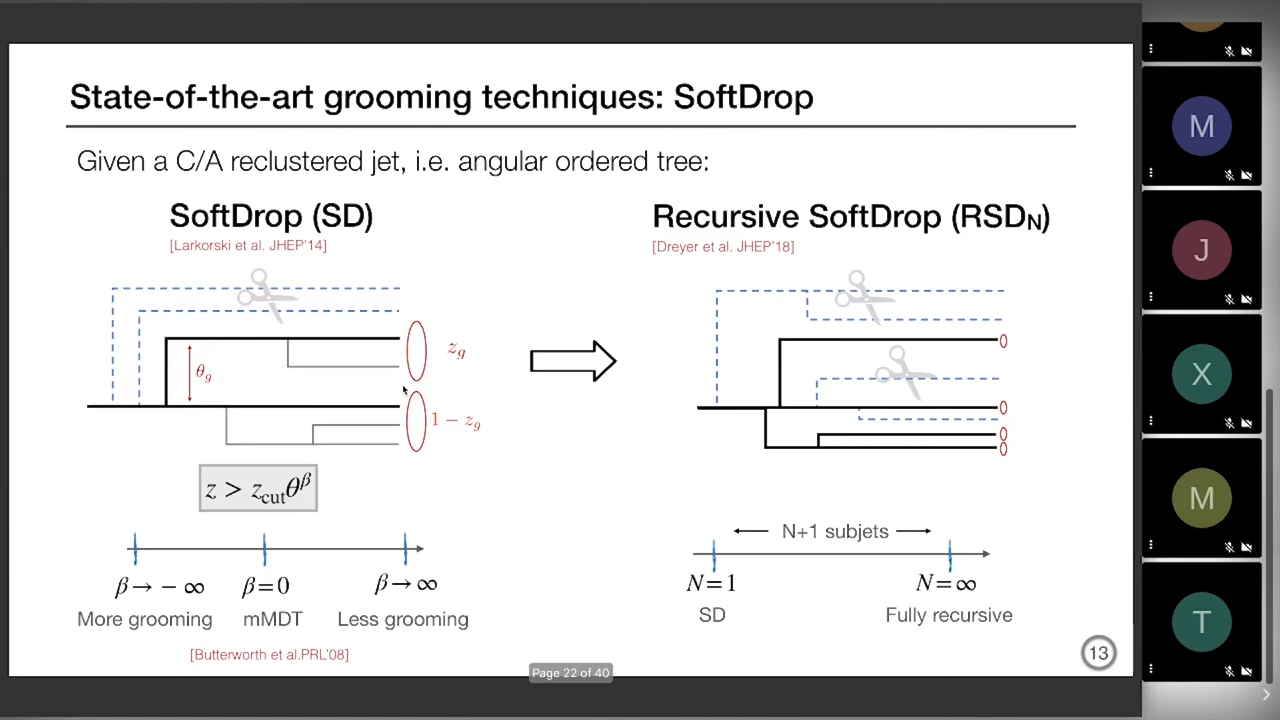 State-of-the-art grooming techniques: SoftDrop
Given a C/A reclustered jet, i.e. angular ordered tree:
SoftDrop (SD)
[Larkorski et al. JHEP'14]
θg
zg
1 − zg
z > zcutθ^β
β→ − ∞
β=0
β→∞
More grooming
mMDT
Less grooming
[Butterworth et al.PRL'08]
Recursive SoftDrop (RSDN)
[Dreyer et al. JHEP'18]
N+1 subjets
N=1
N=∞
SD
Fully recursive
13
Page 22 of 40
M
J
X
M
T